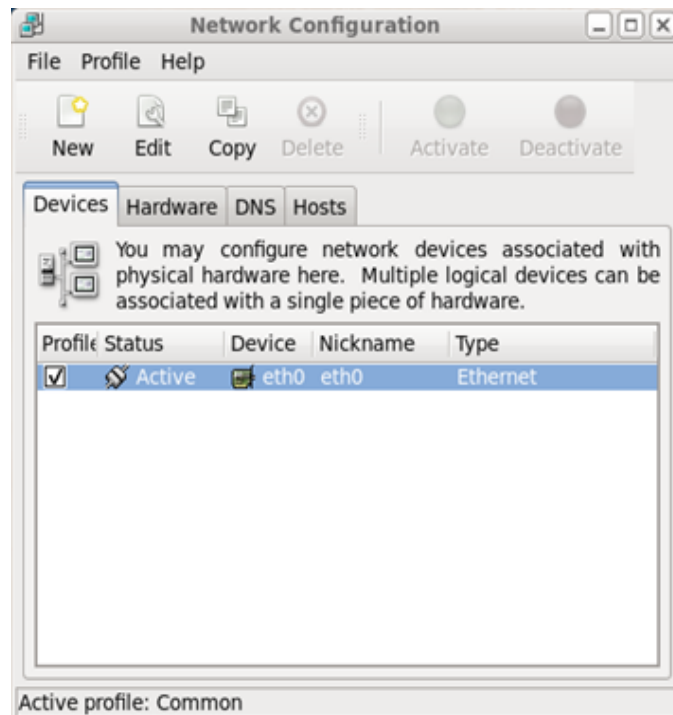 Network Configuration
File Profile Help
New Edit Copy Delete Activate Deactivate
Devices Hardware DNS Hosts
You may configure network devices associated with
physical hardware here. Multiple logical devices can be
associated with a single piece of hardware.
Profile Status Device Nickname Type
Active eth0 eth0 Ethernet
Active profile: Common